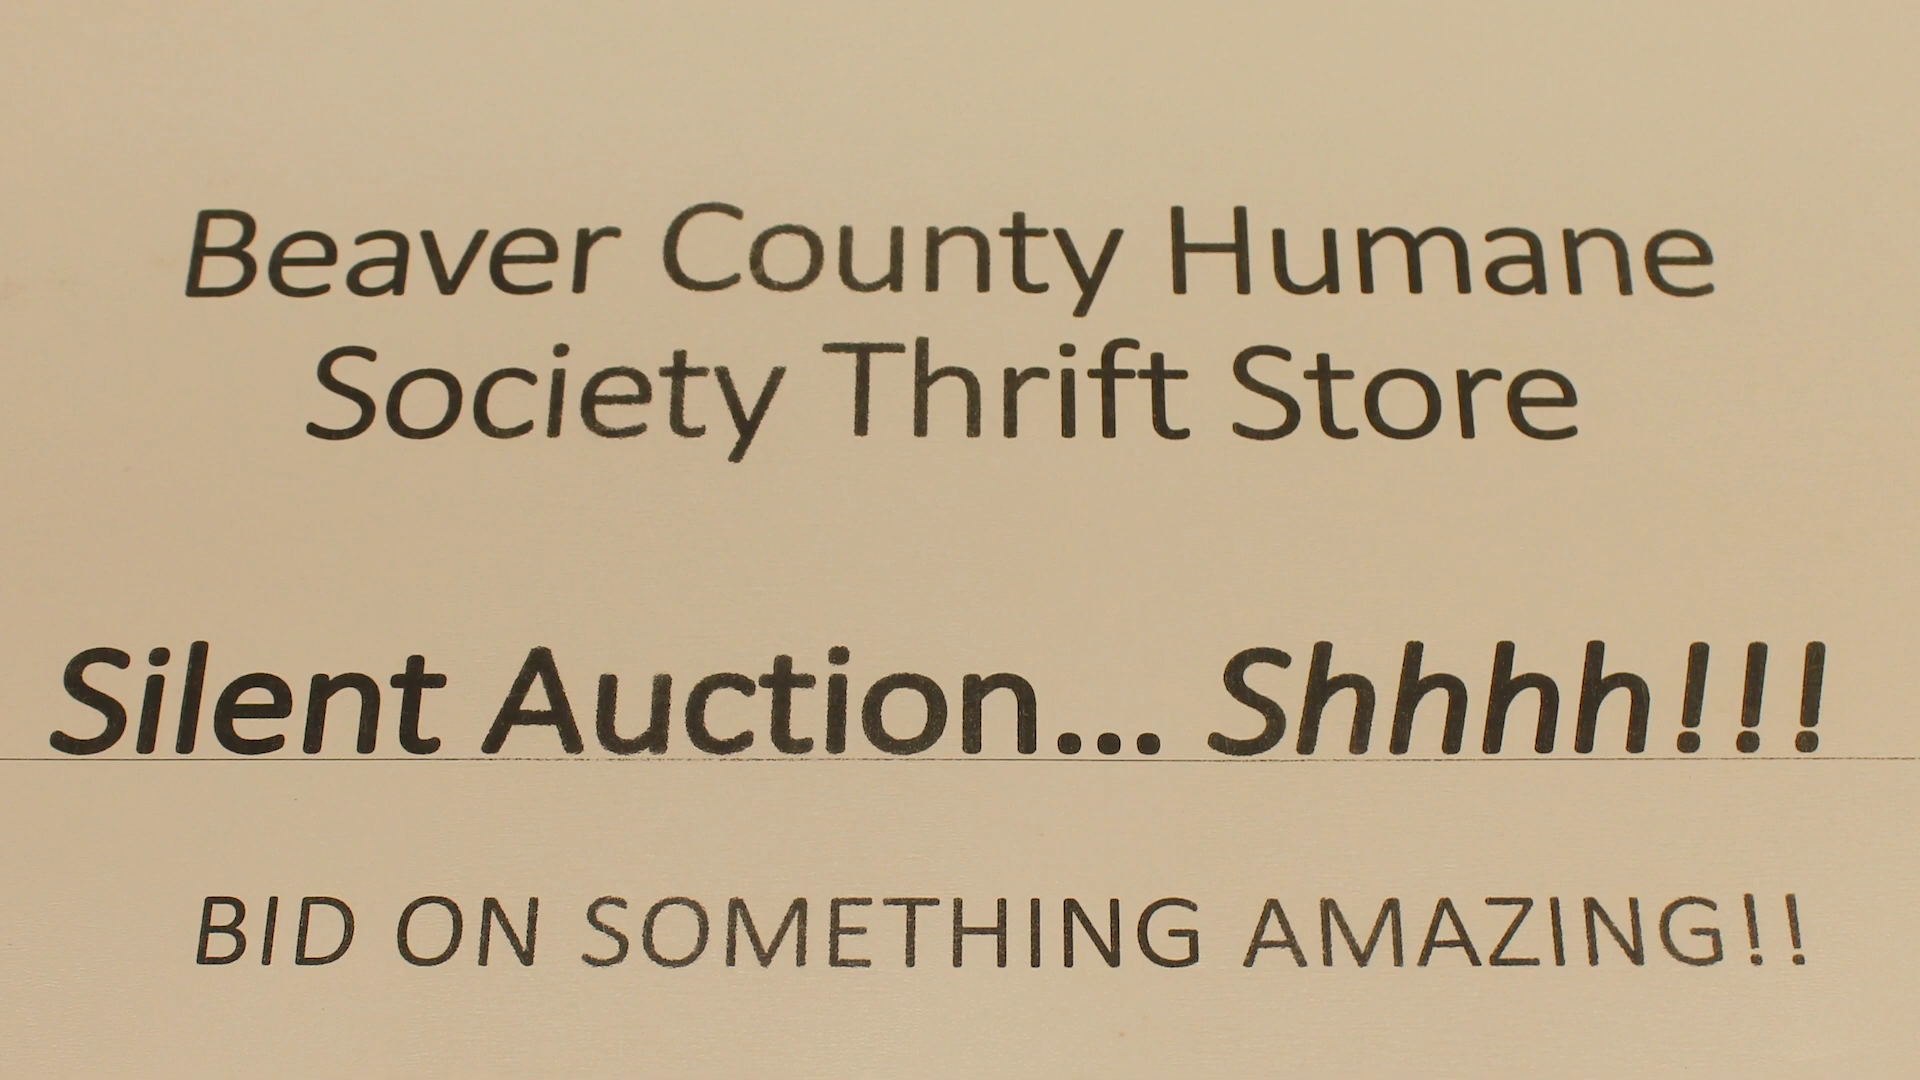 Beaver County Humane
Society Thrift Store
Silent Auction... Shhhh!!!
BID ON SOMETHING AMAZING!!